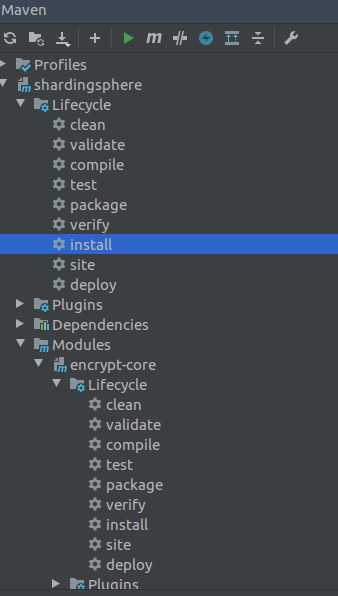 Maven
Profiles
shardingsphere
Lifecycle
clean
validate
compile
test
package
verify
install
site
deploy
Plugins
Dependencies
Modules
encrypt-core
Lifecycle
clean
validate
compile
test
package
verify
install
site
deploy
Plugins